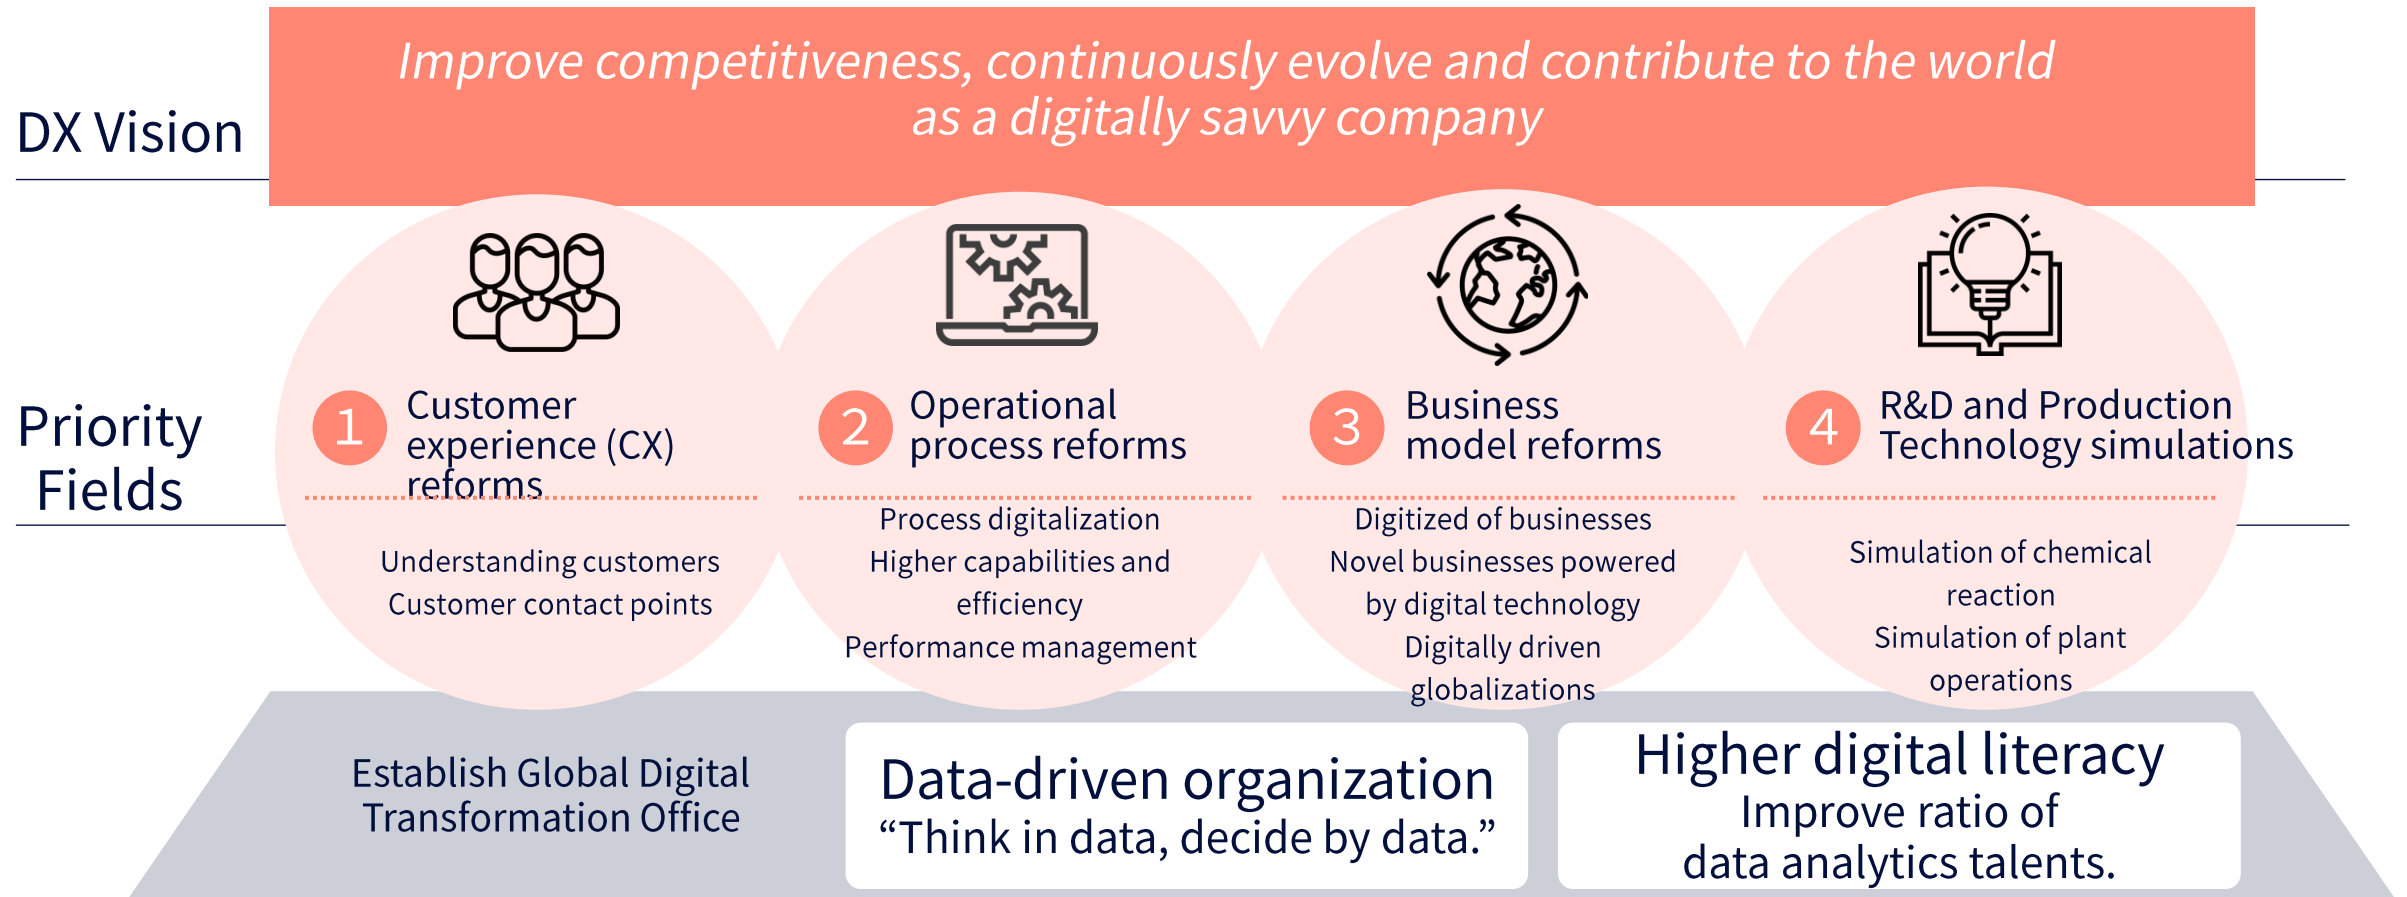 Improve competitiveness, continuously evolve and contribute to the world
as a digitally savvy company
DX Vision
Priority
Fields
1
Customer
experience (CX)
reforms
Understanding customers
Customer contact points
2
Operational
process reforms
Process digitalization
Higher capabilities and
efficiency
Performance management
3
Business
model reforms
Digitized of businesses
Novel businesses powered
by digital technology
Digitally driven
globalizations
4
R&D and Production
Technology simulations
Simulation of chemical
reaction
Simulation of plant
operations
Establish Global Digital
Transformation Office
Data-driven organization
“Think in data, decide by data.”
Higher digital literacy
Improve ratio of
data analytics talents.